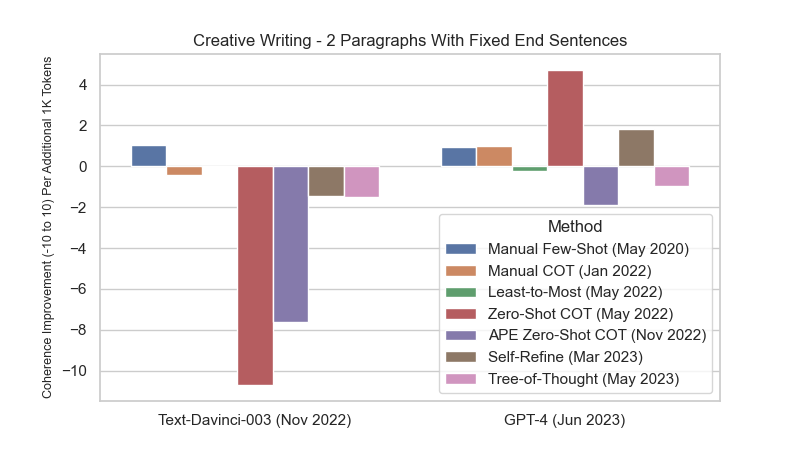 Creative Writing - 2 Paragraphs With Fixed End Sentences
Coherence Improvement (-10 to 10) Per Additional 1K Tokens
4
2
0
−2
−4
−6
−8
−10
Method
Manual Few-Shot (May 2020)
Manual COT (Jan 2022)
Least-to-Most (May 2022)
Zero-Shot COT (May 2022)
APE Zero-Shot COT (Nov 2022)
Self-Refine (Mar 2023)
Tree-of-Thought (May 2023)
Text-Davinci-003 (Nov 2022)
GPT-4 (Jun 2023)